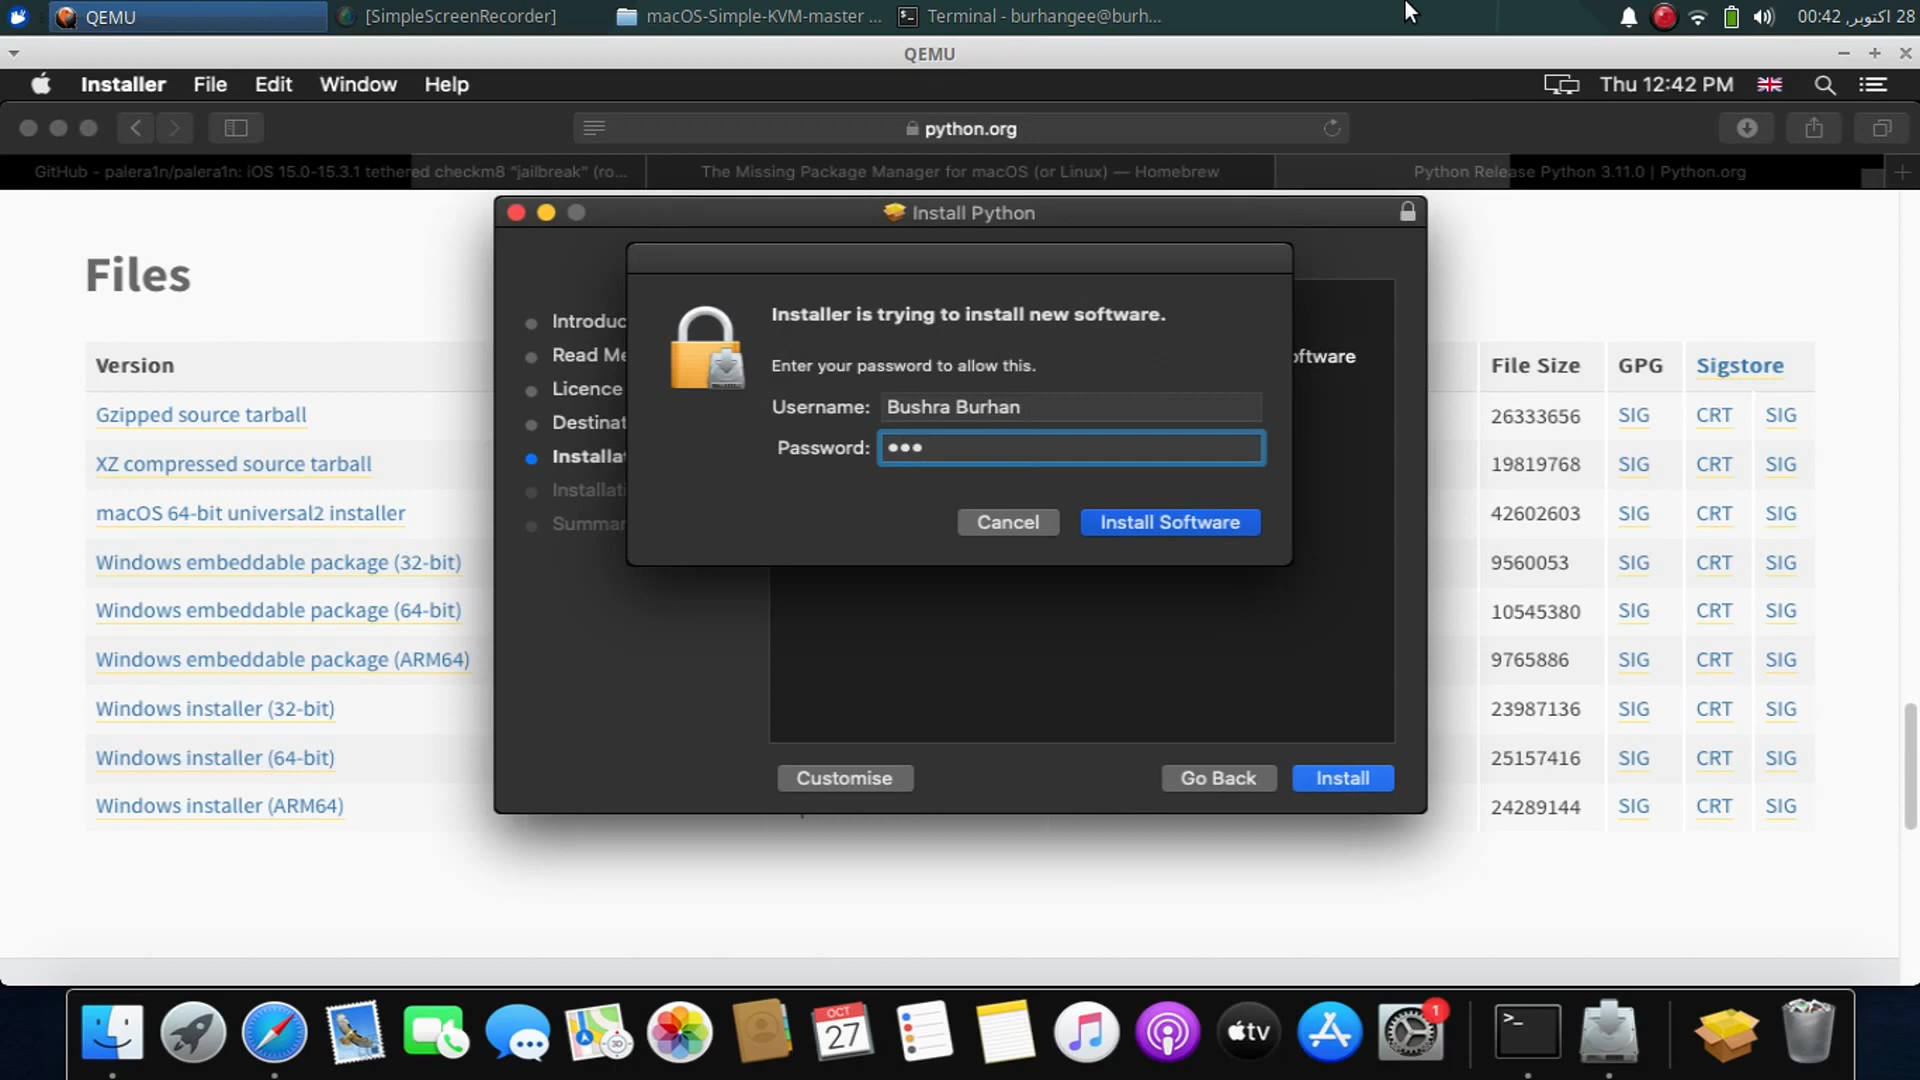 QEMU
[SimpleScreenRecorder]
macOS-Simple-KVM-master ...
Terminal - burhangee@burh...
28 اکتوبر, 00:42
QEMU
Installer File Edit Window Help
Thu 12:42 PM
python.org
GitHub - palera1n/palera1n: iOS 15.0-15.3.1 tethered checkm8 "jailbreak" (ro...
The Missing Package Manager for macOS (or Linux) — Homebrew
Python Release Python 3.11.0 | Python.org
Install Python
Files
Installer is trying to install new software.
Enter your password to allow this.
Username: Bushra Burhan
Password: •••
Cancel
Install Software
Introduc
Read Me
Licence
Destinat
Installat
Installati
Summar
oftware
Customise
Go Back
Install
Version
File Size
GPG
Sigstore
Gzipped source tarball
26333656 SIG CRT SIG
XZ compressed source tarball
19819768 SIG CRT SIG
macOS 64-bit universal2 installer
42602603 SIG CRT SIG
Windows embeddable package (32-bit)
9560053 SIG CRT SIG
Windows embeddable package (64-bit)
10545380 SIG CRT SIG
Windows embeddable package (ARM64)
9765886 SIG CRT SIG
Windows installer (32-bit)
23987136 SIG CRT SIG
Windows installer (64-bit)
25157416 SIG CRT SIG
Windows installer (ARM64)
24289144 SIG CRT SIG
3D
OCT
27
tv
1